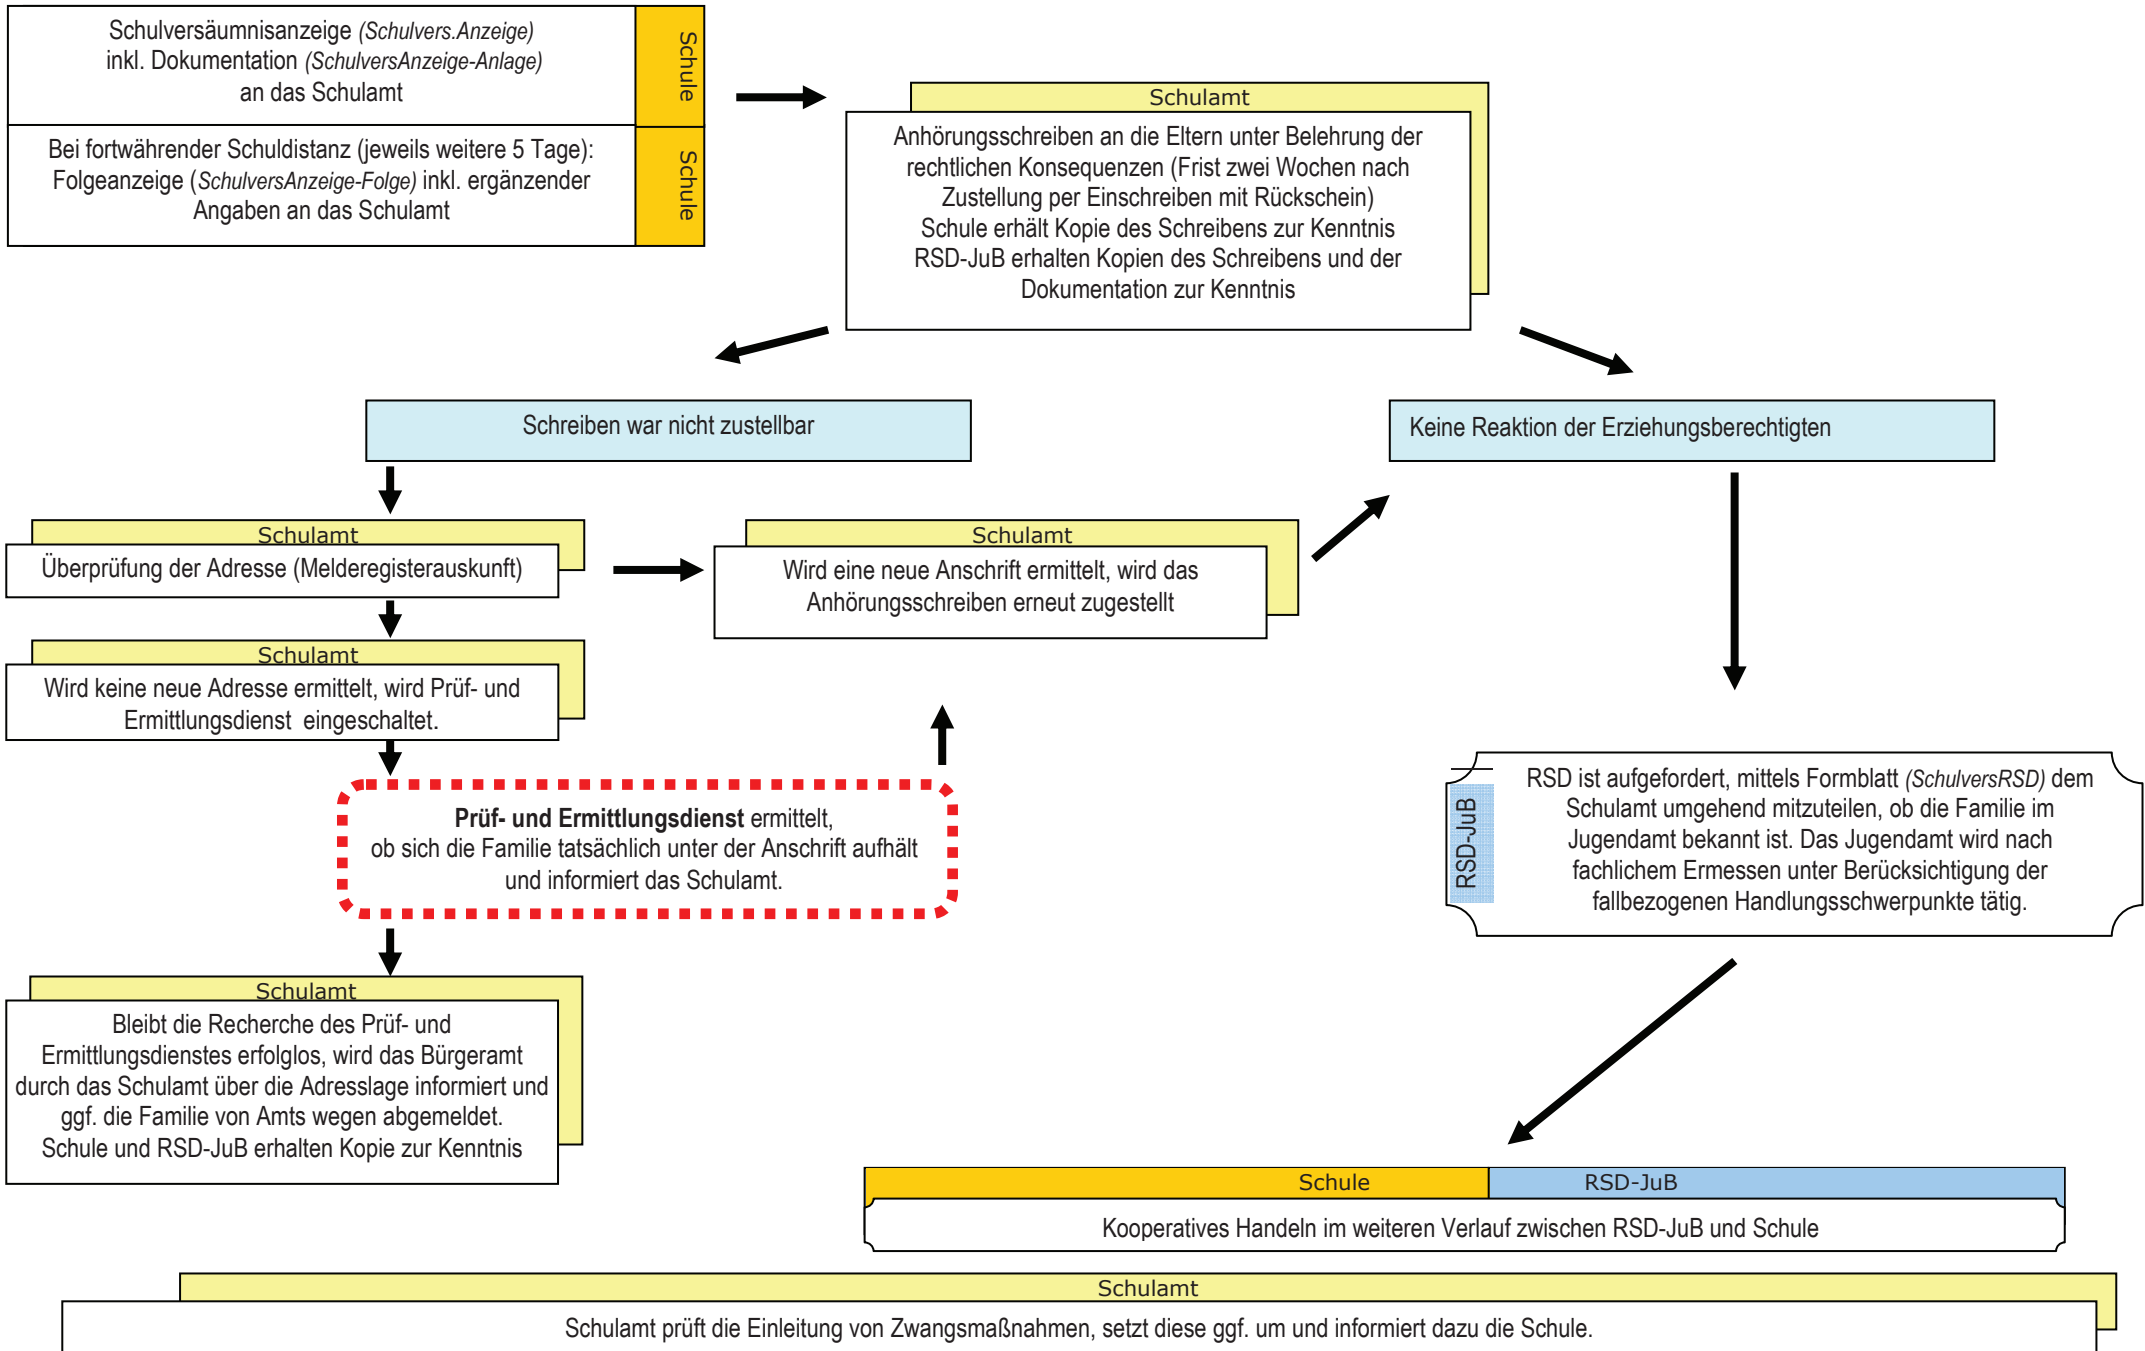 Schulversäumnisanzeige (Schulvers.Anzeige)
inkl. Dokumentation (SchulversAnzeige-Anlage)
an das Schulamt
Schule
Bei fortwährender Schuldistanz (jeweils weitere 5 Tage):
Folgeanzeige (SchulversAnzeige-Folge) inkl. ergänzender
Angaben an das Schulamt
Schule
Schulamt
Anhörungsschreiben an die Eltern unter Belehrung der
rechtlichen Konsequenzen (Frist zwei Wochen nach
Zustellung per Einschreiben mit Rückschein)
Schule erhält Kopie des Schreibens zur Kenntnis
RSD-JuB erhalten Kopien des Schreibens und der
Dokumentation zur Kenntnis
Schreiben war nicht zustellbar
Keine Reaktion der Erziehungsberechtigten
Schulamt
Überprüfung der Adresse (Melderegisterauskunft)
Schulamt
Wird eine neue Anschrift ermittelt, wird das
Anhörungsschreiben erneut zugestellt
Schulamt
Wird keine neue Adresse ermittelt, wird Prüf- und
Ermittlungsdienst eingeschaltet.
Prüf- und Ermittlungsdienst ermittelt,
ob sich die Familie tatsächlich unter der Anschrift aufhält
und informiert das Schulamt.
RSD-JuB
RSD ist aufgefordert, mittels Formblatt (SchulversRSD) dem
Schulamt umgehend mitzuteilen, ob die Familie im
Jugendamt bekannt ist. Das Jugendamt wird nach
fachlichem Ermessen unter Berücksichtigung der
fallbezogenen Handlungsschwerpunkte tätig.
Schulamt
Bleibt die Recherche des Prüf- und
Ermittlungsdienstes erfolglos, wird das Bürgeramt
durch das Schulamt über die Adresslage informiert und
ggf. die Familie von Amts wegen abgemeldet.
Schule und RSD-JuB erhalten Kopie zur Kenntnis
Schule RSD-JuB
Kooperatives Handeln im weiteren Verlauf zwischen RSD-JuB und Schule
Schulamt
Schulamt prüft die Einleitung von Zwangsmaßnahmen, setzt diese ggf. um und informiert dazu die Schule.